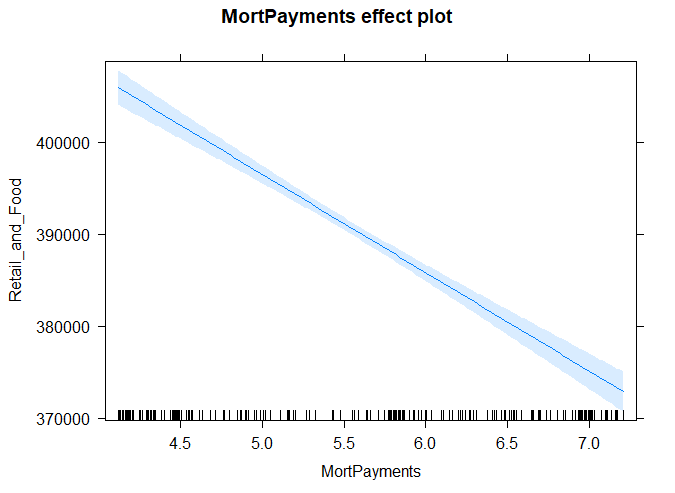 MortPayments effect plot
400000
390000
380000
370000
Retail_and_Food
4.5 5.0 5.5 6.0 6.5 7.0
MortPayments